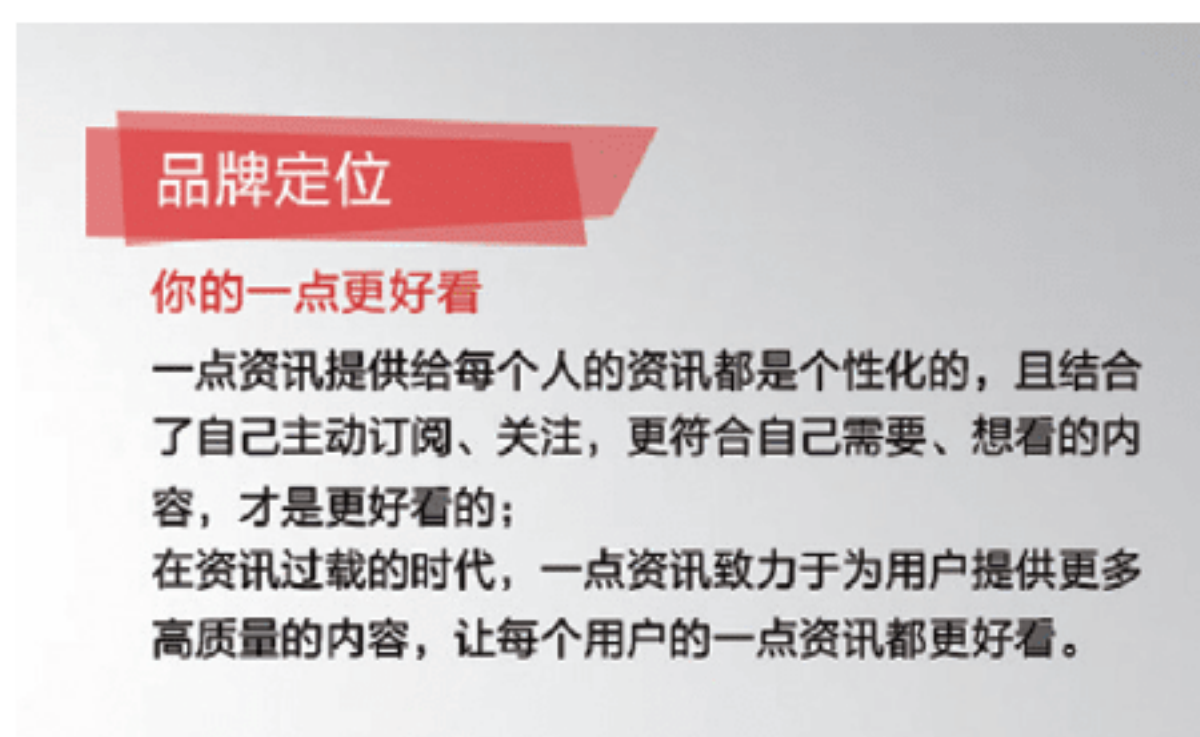 品牌定位
你的一点更好看
一点资讯提供给每个人的资讯都是个性化的，且结合
了自己主动订阅、关注，更符合自己需要、想看的内
容，才是更好看的；
在资讯过载的时代，一点资讯致力于为用户提供更多
高质量的内容，让每个用户的一点资讯都更好看。